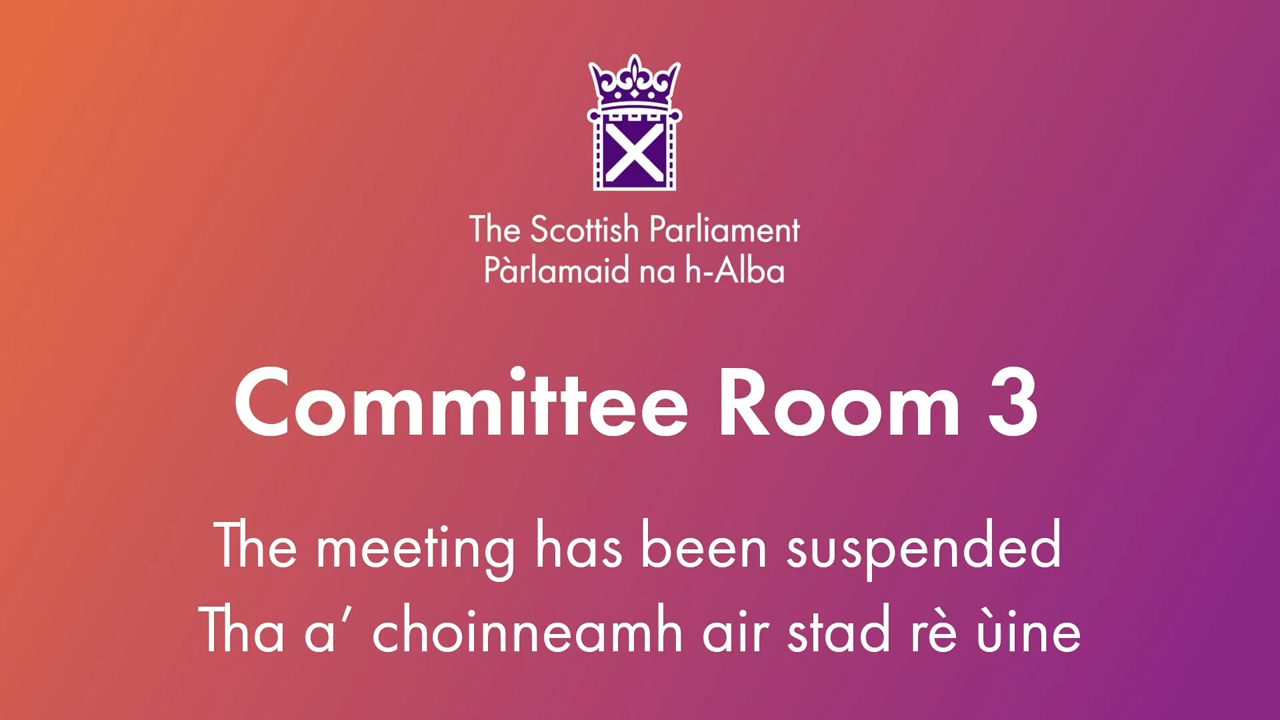 The Scottish Parliament
Pàrlamaid na h-Alba
Committee Room 3
The meeting has been suspended
Tha a’ choinneamh air stad rè ùine